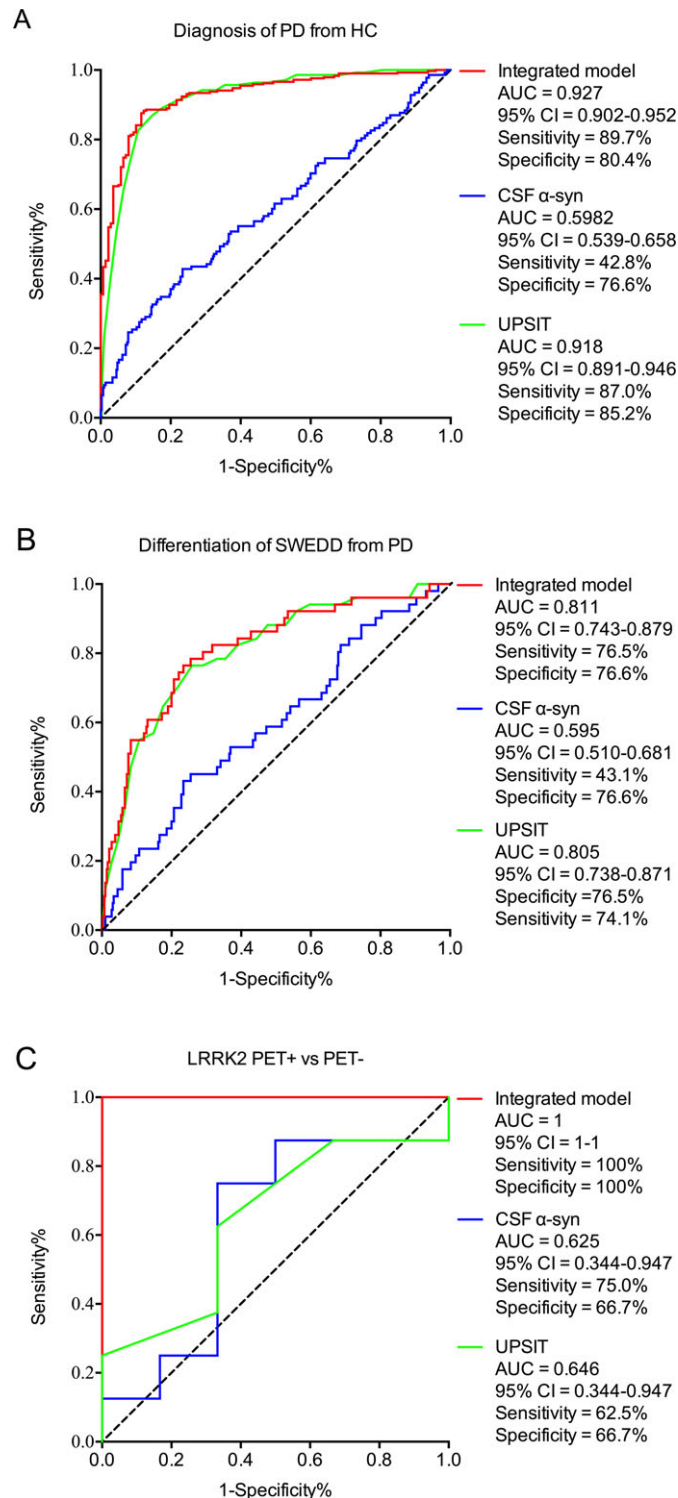 A
Diagnosis of PD from HC
1.0
0.8
0.6
0.4
0.2
0.0
Sensitivity%
0.0 0.2 0.4 0.6 0.8 1.0
1-Specificity%
Integrated model
AUC = 0.927
95% CI = 0.902-0.952
Sensitivity = 89.7%
Specificity = 80.4%
CSF α-syn
AUC = 0.5982
95% CI = 0.539-0.658
Sensitivity = 42.8%
Specificity = 76.6%
UPSIT
AUC = 0.918
95% CI = 0.891-0.946
Sensitivity = 87.0%
Specificity = 85.2%
B
Differentiation of SWEDD from PD
1.0
0.8
0.6
0.4
0.2
0.0
Sensitivity%
0.0 0.2 0.4 0.6 0.8 1.0
1-Specificity%
Integrated model
AUC = 0.811
95% CI = 0.743-0.879
Sensitivity = 76.5%
Specificity = 76.6%
CSF α-syn
AUC = 0.595
95% CI = 0.510-0.681
Sensitivity = 43.1%
Specificity = 76.6%
UPSIT
AUC = 0.805
95% CI = 0.738-0.871
Specificity =76.5%
Sensitivity = 74.1%
C
LRRK2 PET+ vs PET-
1.0
0.8
0.6
0.4
0.2
0.0
Sensitivity%
0.0 0.2 0.4 0.6 0.8 1.0
1-Specificity%
Integrated model
AUC = 1
95% CI = 1-1
Sensitivity = 100%
Specificity = 100%
CSF α-syn
AUC = 0.625
95% CI = 0.344-0.947
Sensitivity = 75.0%
Specificity = 66.7%
UPSIT
AUC = 0.646
95% CI = 0.344-0.947
Sensitivity = 62.5%
Specificity = 66.7%